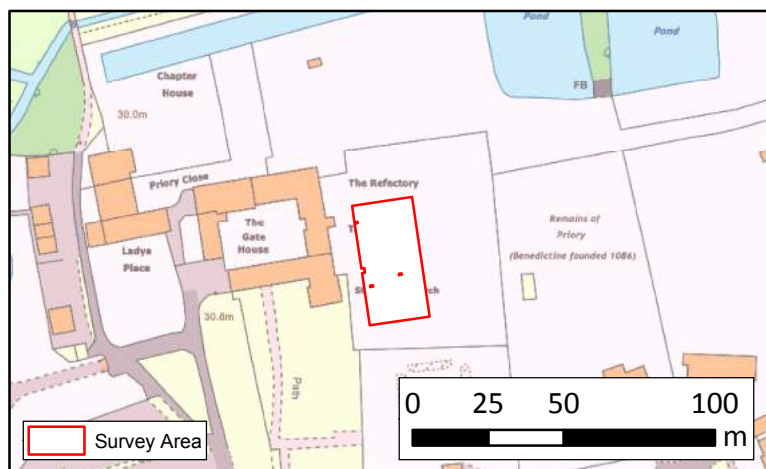 Pond
Pond
Chapter
House
FB
30.0m
Priory Close
The Refectory
The
Gate
House
Ladye
Place
Remains of
Priory
(Benedictine founded 1086)
30.8m
Path
0 25 50 100
m
Survey Area